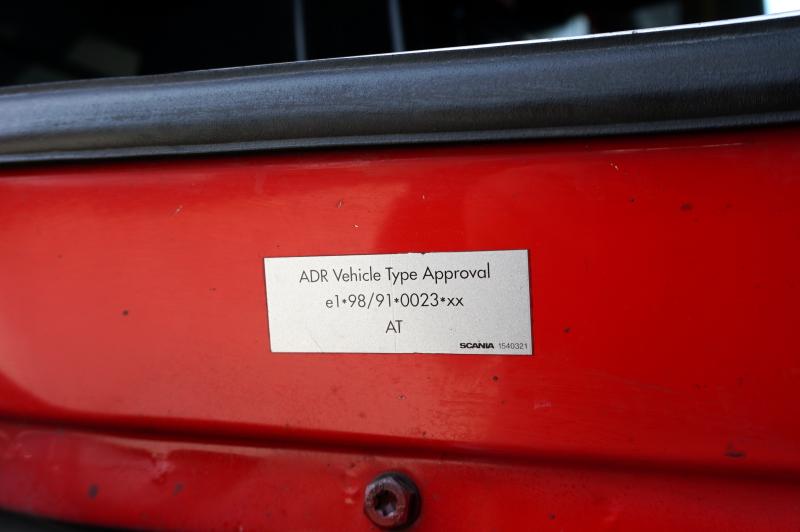 ADR Vehicle Type Approval
e1*98/91*0023*xx
AT
SCANIA 1540321